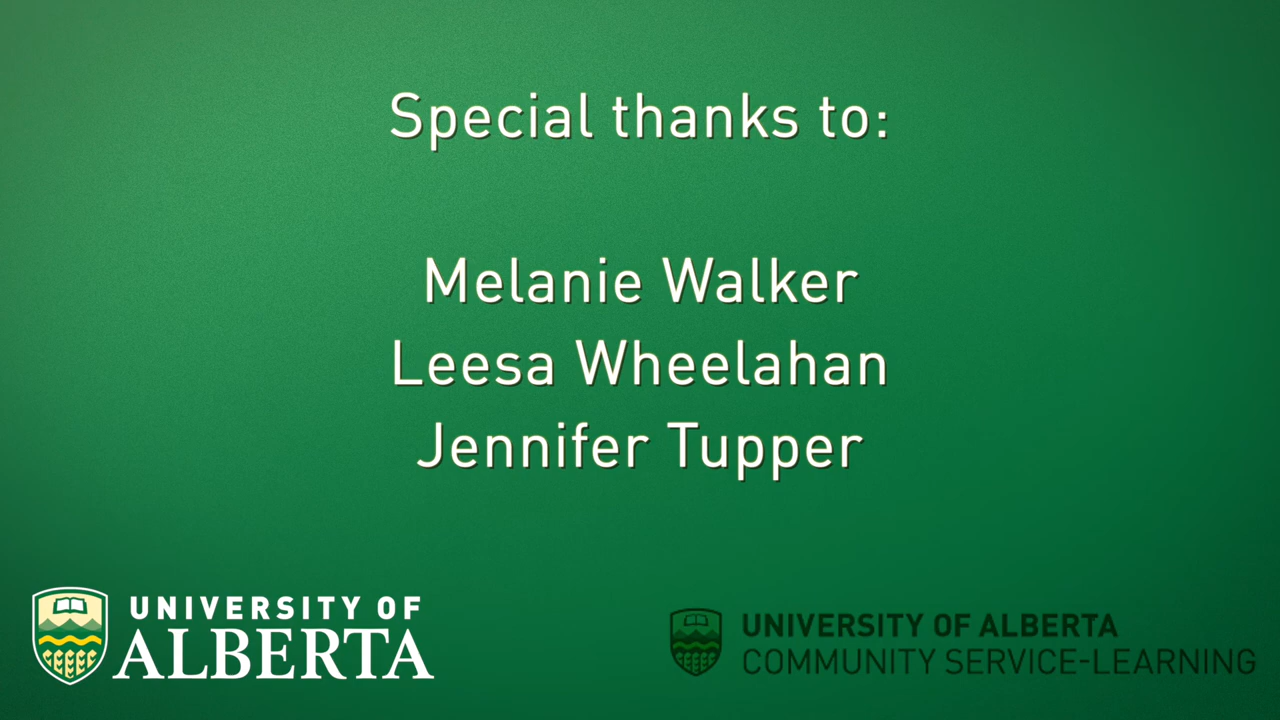 Special thanks to:
Melanie Walker
Leesa Wheelahan
Jennifer Tupper
UNIVERSITY OF
ALBERTA
UNIVERSITY OF ALBERTA
COMMUNITY SERVICE-LEARNING